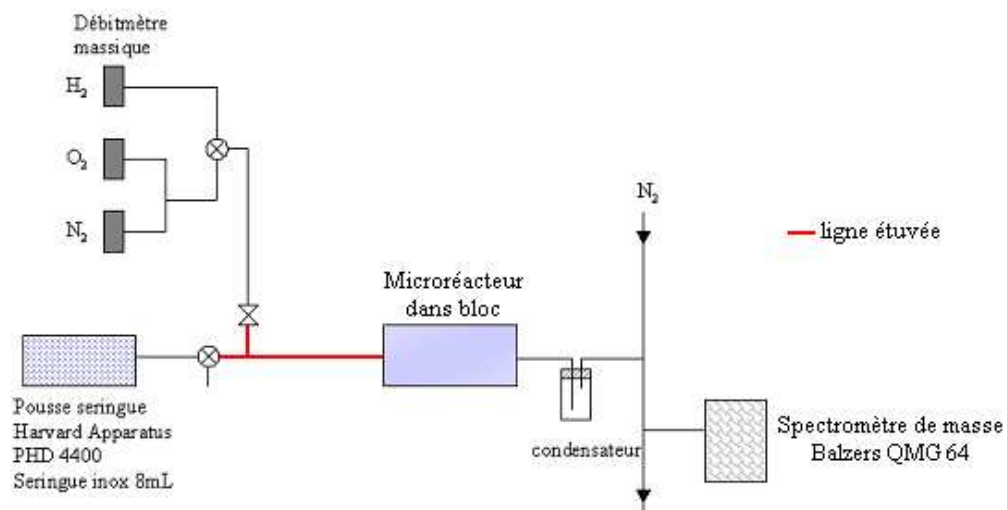 Débitmètre
massique
H₂
O₂
N₂
N₂
ligne étuvée
Microréacteur
dans bloc
Pousse seringue
Harvard Apparatus
PHD 4400
Seringue inox 8mL
condensateur
Spectromètre de masse
Balzers QMG 64